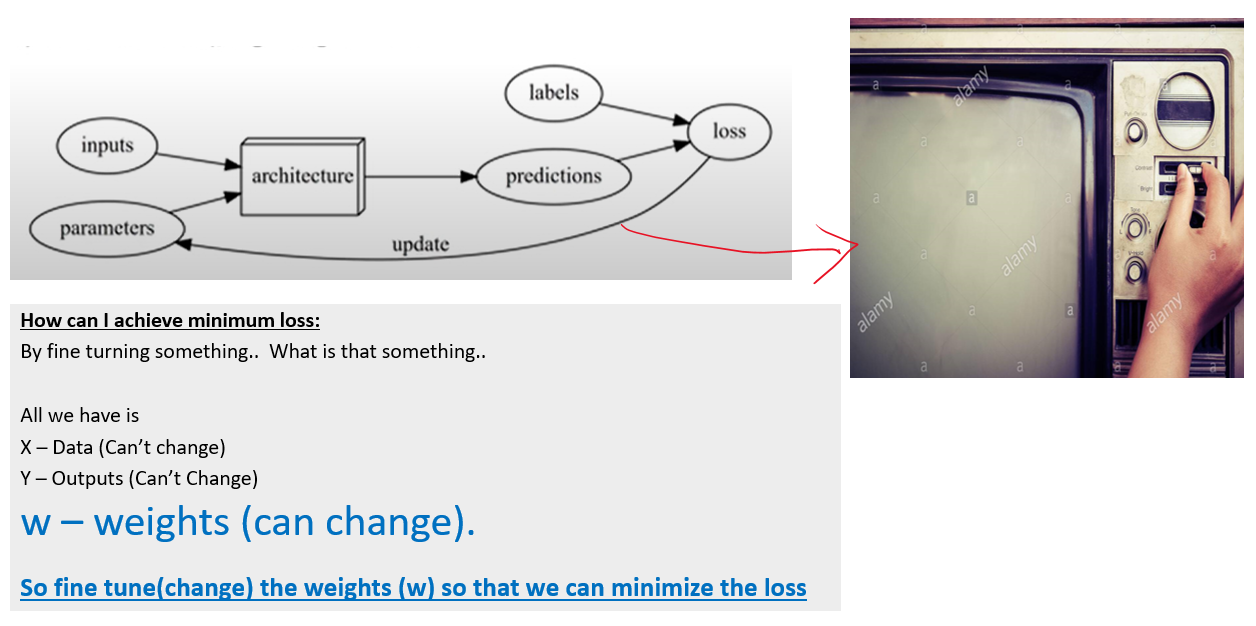 labels
inputs
loss
architecture
predictions
parameters
update
How can I achieve minimum loss:
By fine turning something.. What is that something..
All we have is
X – Data (Can't change)
Y – Outputs (Can't Change)
w – weights (can change).
So fine tune(change) the weights (w) so that we can minimize the loss
alamy
a
a
a
a
a
a
alamy
a
a
alamy
a
a
alamy
a
a
a
Contrast
Bright